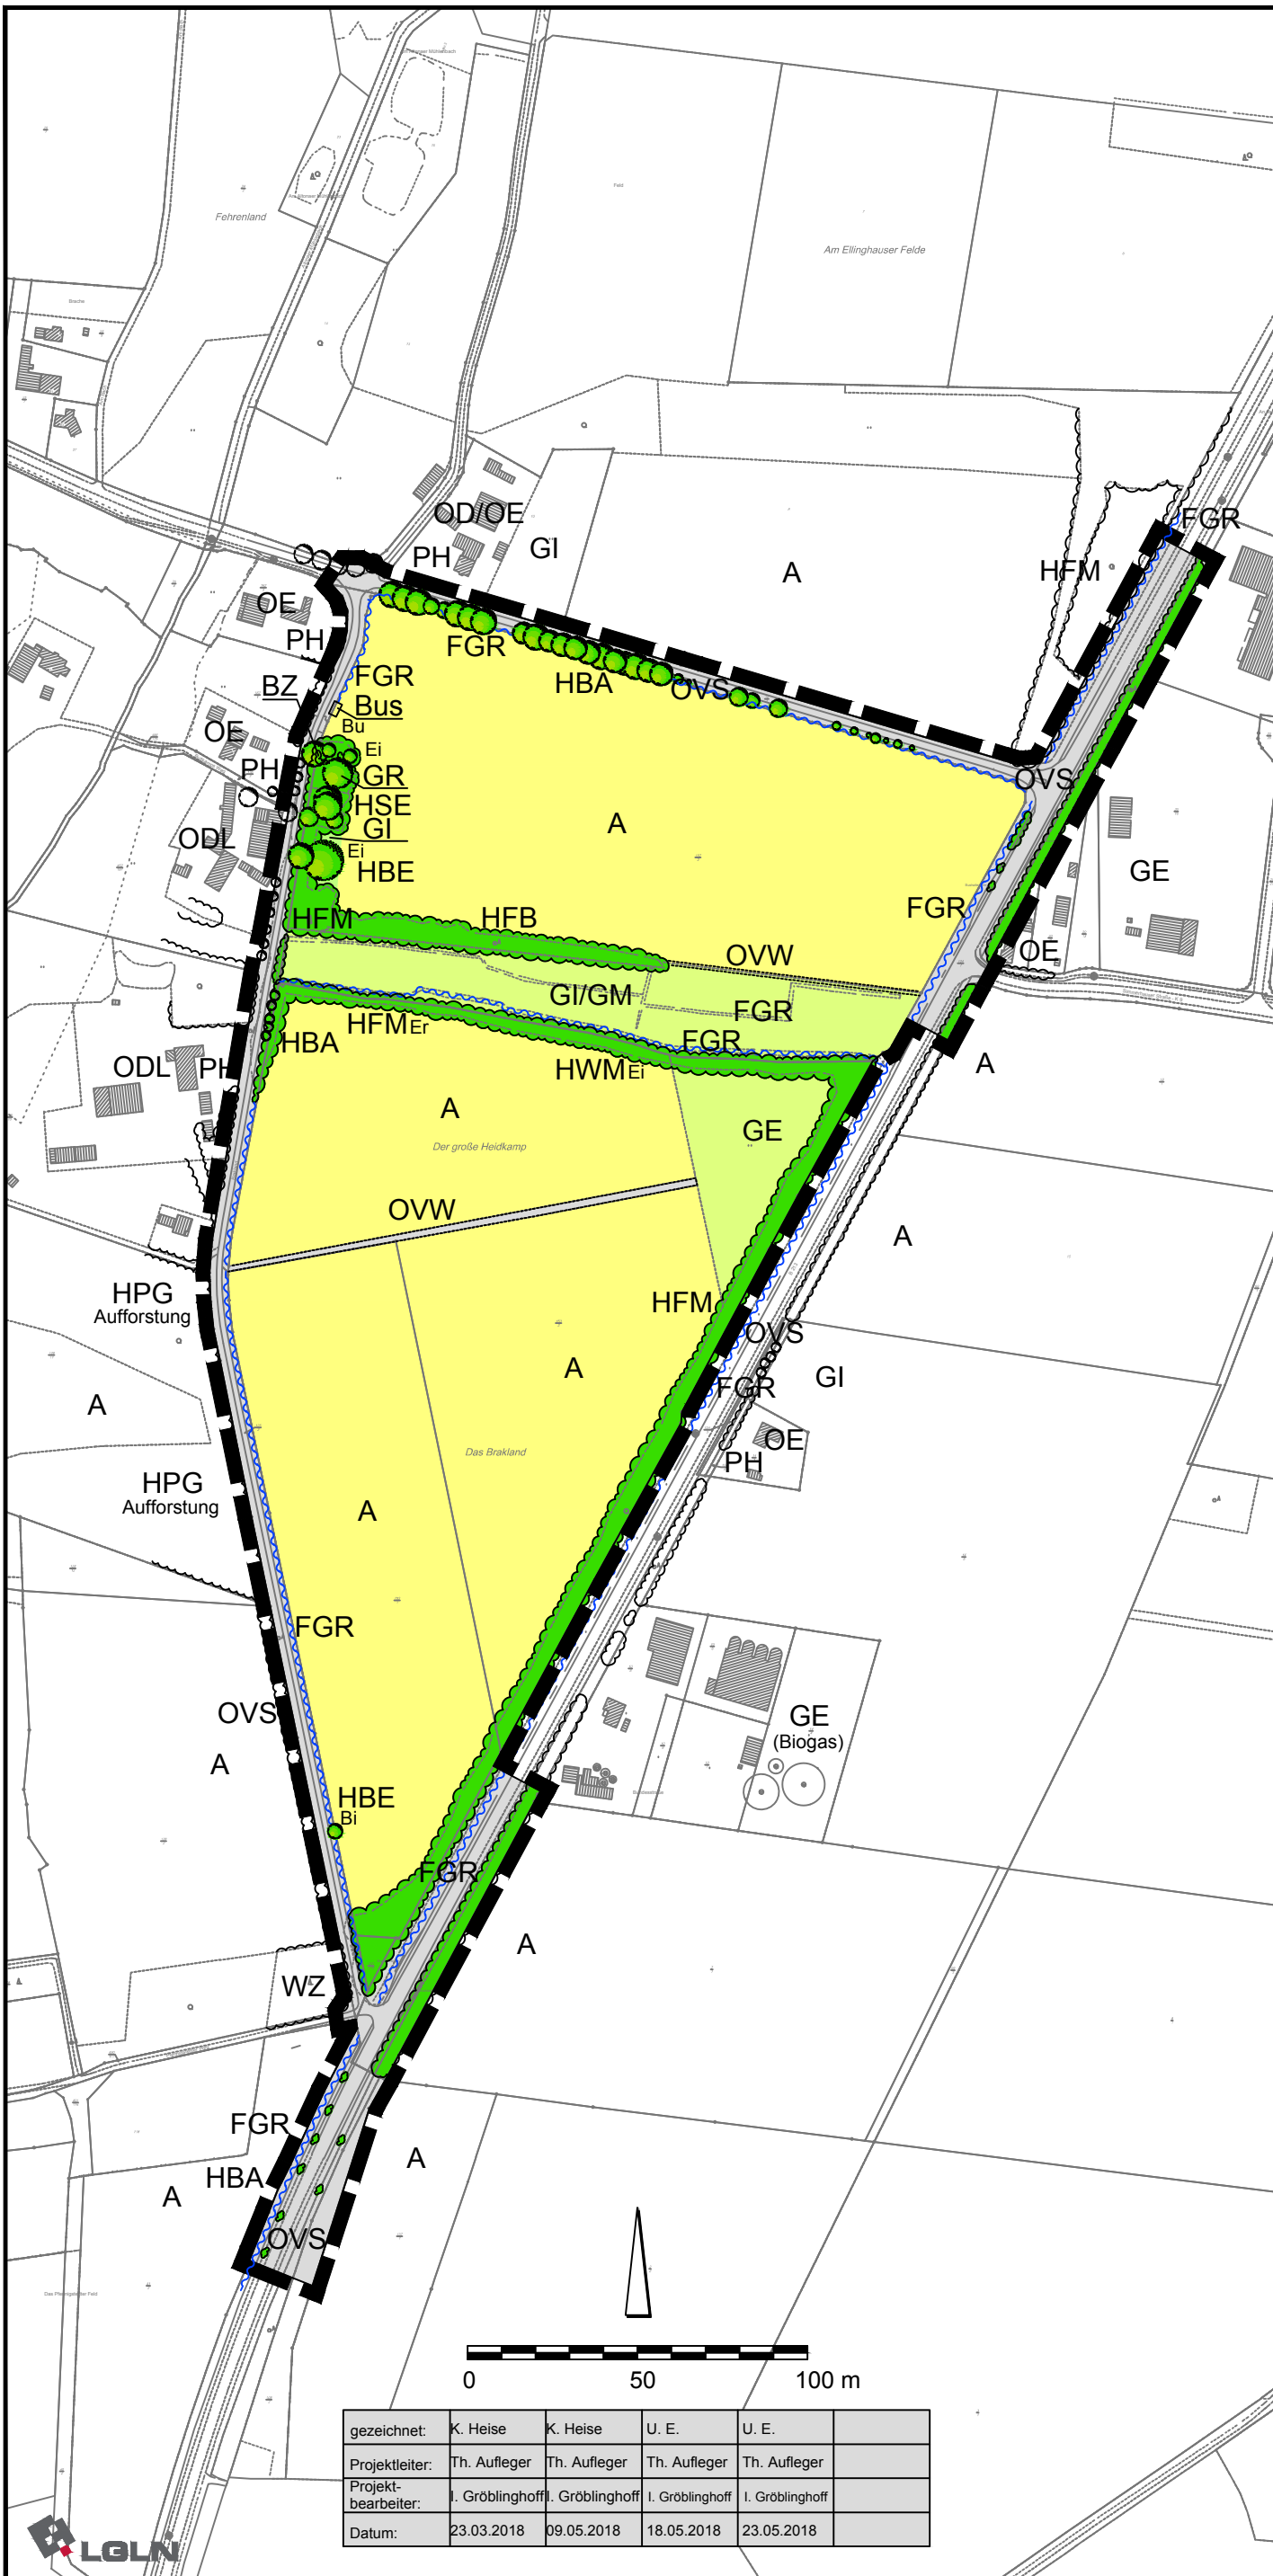 Fehrenland
Feld
Am Ellinghauser Felde
Brache
OD/OE
PH
GI
A
FGR
HFM
OE
PH
FGR
HBA
OVS
FGR
BZ
Bus
Bu
Ei
OE
PH
GR
HSE
GI
Ei
HBE
ODL
A
OVS
GE
FGR
OE
HFM
HFB
OVW
GI/GM
FGR
HFM Er
FGR
HBA
HWM Ei
ODL
PH
A
A
GE
Der große Heidkamp
OVW
A
HPG
Aufforstung
HFM
OVS
GI
FGR
A
A
OE
PH
Das Brakland
HPG
Aufforstung
A
FGR
OVS
A
GE
(Biogas)
HBE
Bi
FGR
A
WZ
FGR
HBA
A
A
OVS
0 50 100 m
gezeichnet: K. Heise K. Heise U. E. U. E.
Projektleiter: Th. Aufleger Th. Aufleger Th. Aufleger Th. Aufleger
Projekt-
bearbeiter: I. Gröblinghoff I. Gröblinghoff I. Gröblinghoff I. Gröblinghoff
Datum: 23.03.2018 09.05.2018 18.05.2018 23.05.2018
LGLN